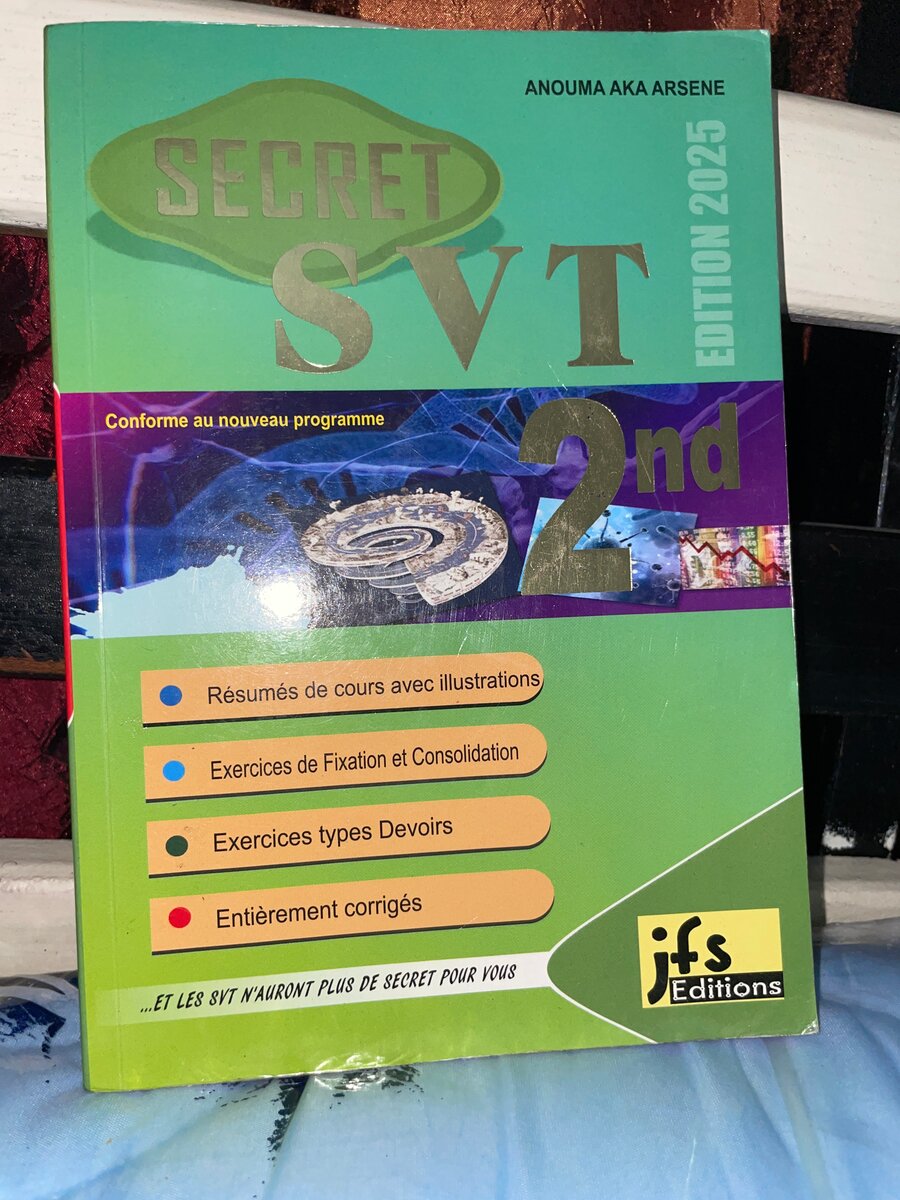 ANOUMA AKA ARSENE
SECRET
SVT
EDITION 2025
Conforme au nouveau programme
2nd
Résumés de cours avec illustrations
Exercices de Fixation et Consolidation
Exercices types Devoirs
Entièrement corrigés
...ET LES SVT N'AURONT PLUS DE SECRET POUR VOUS
jfs
Editions